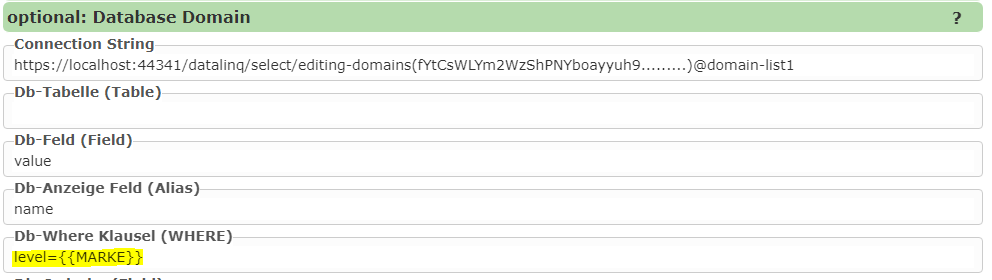 optional: Database Domain ?
Connection String
https://localhost:44341/datalinq/select/editing-domains(fYtCsWLYm2WzShPNYboayyuh9.........)@domain-list1
Db-Tabelle (Table)
Db-Feld (Field)
value
Db-Anzeige Feld (Alias)
name
Db-Where Klausel (WHERE)
level={{MARKE}}